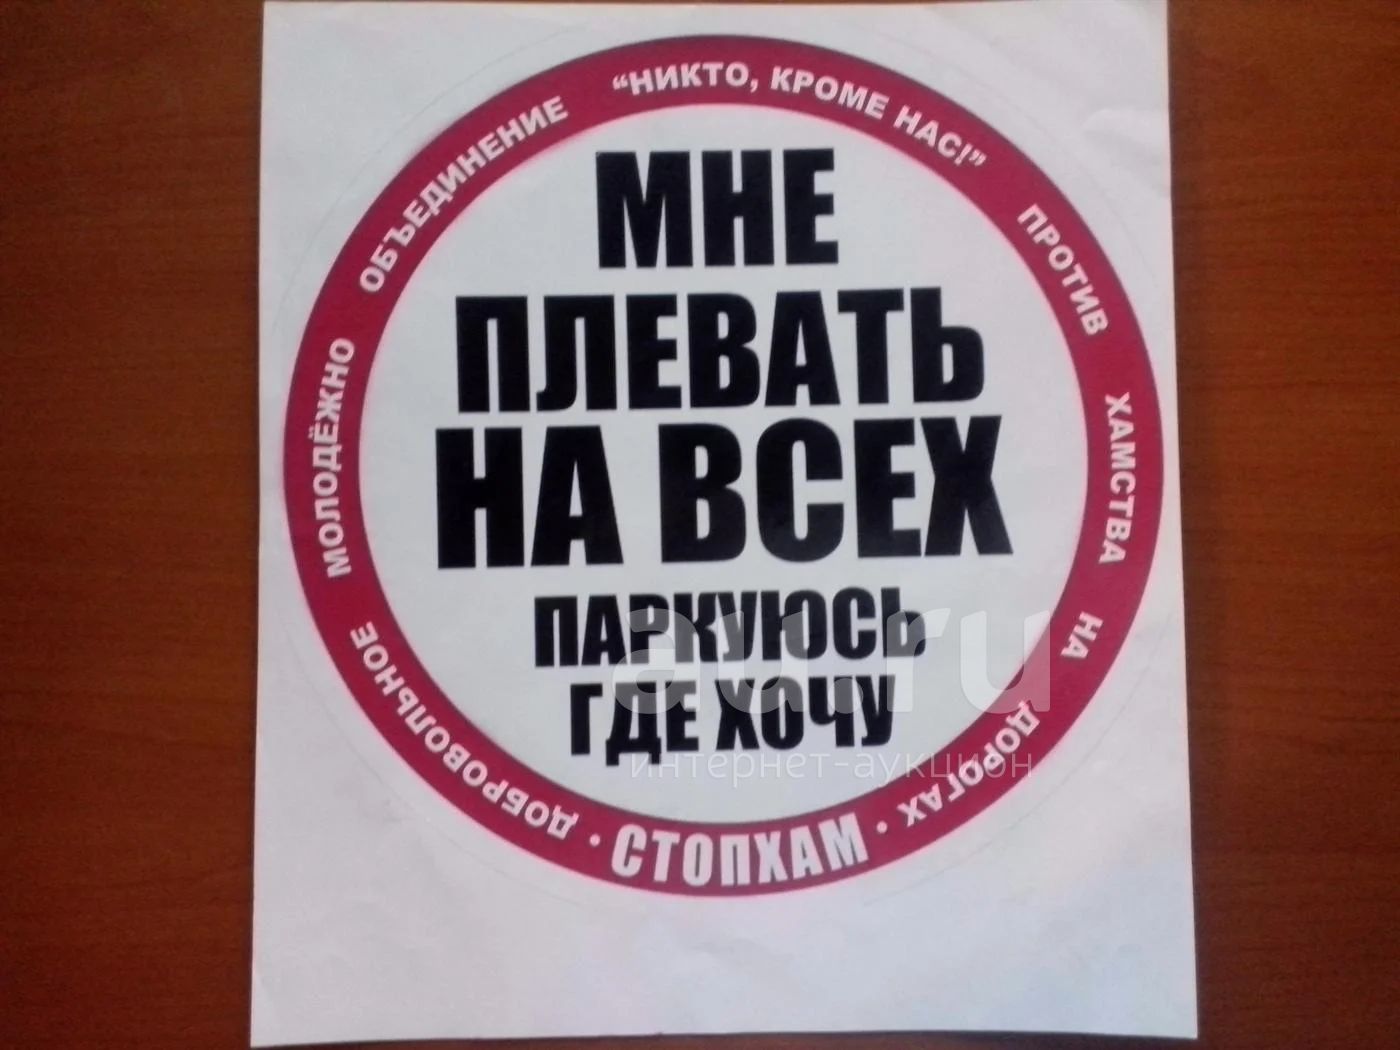 МНЕ
ПЛЕВАТЬ
НА ВСЕХ
ПАРКУЮСЬ
ГДЕ ХОЧУ
ДОБРОВОЛЬНОЕ МОЛОДЁЖНО ОБЪЕДИНЕНИЕ “НИКТО, КРОМЕ НАС!” ПРОТИВ ХАМСТВА НА ДОРОГАХ
· СТОПХАМ ·
au.ru
интернет-аукцион